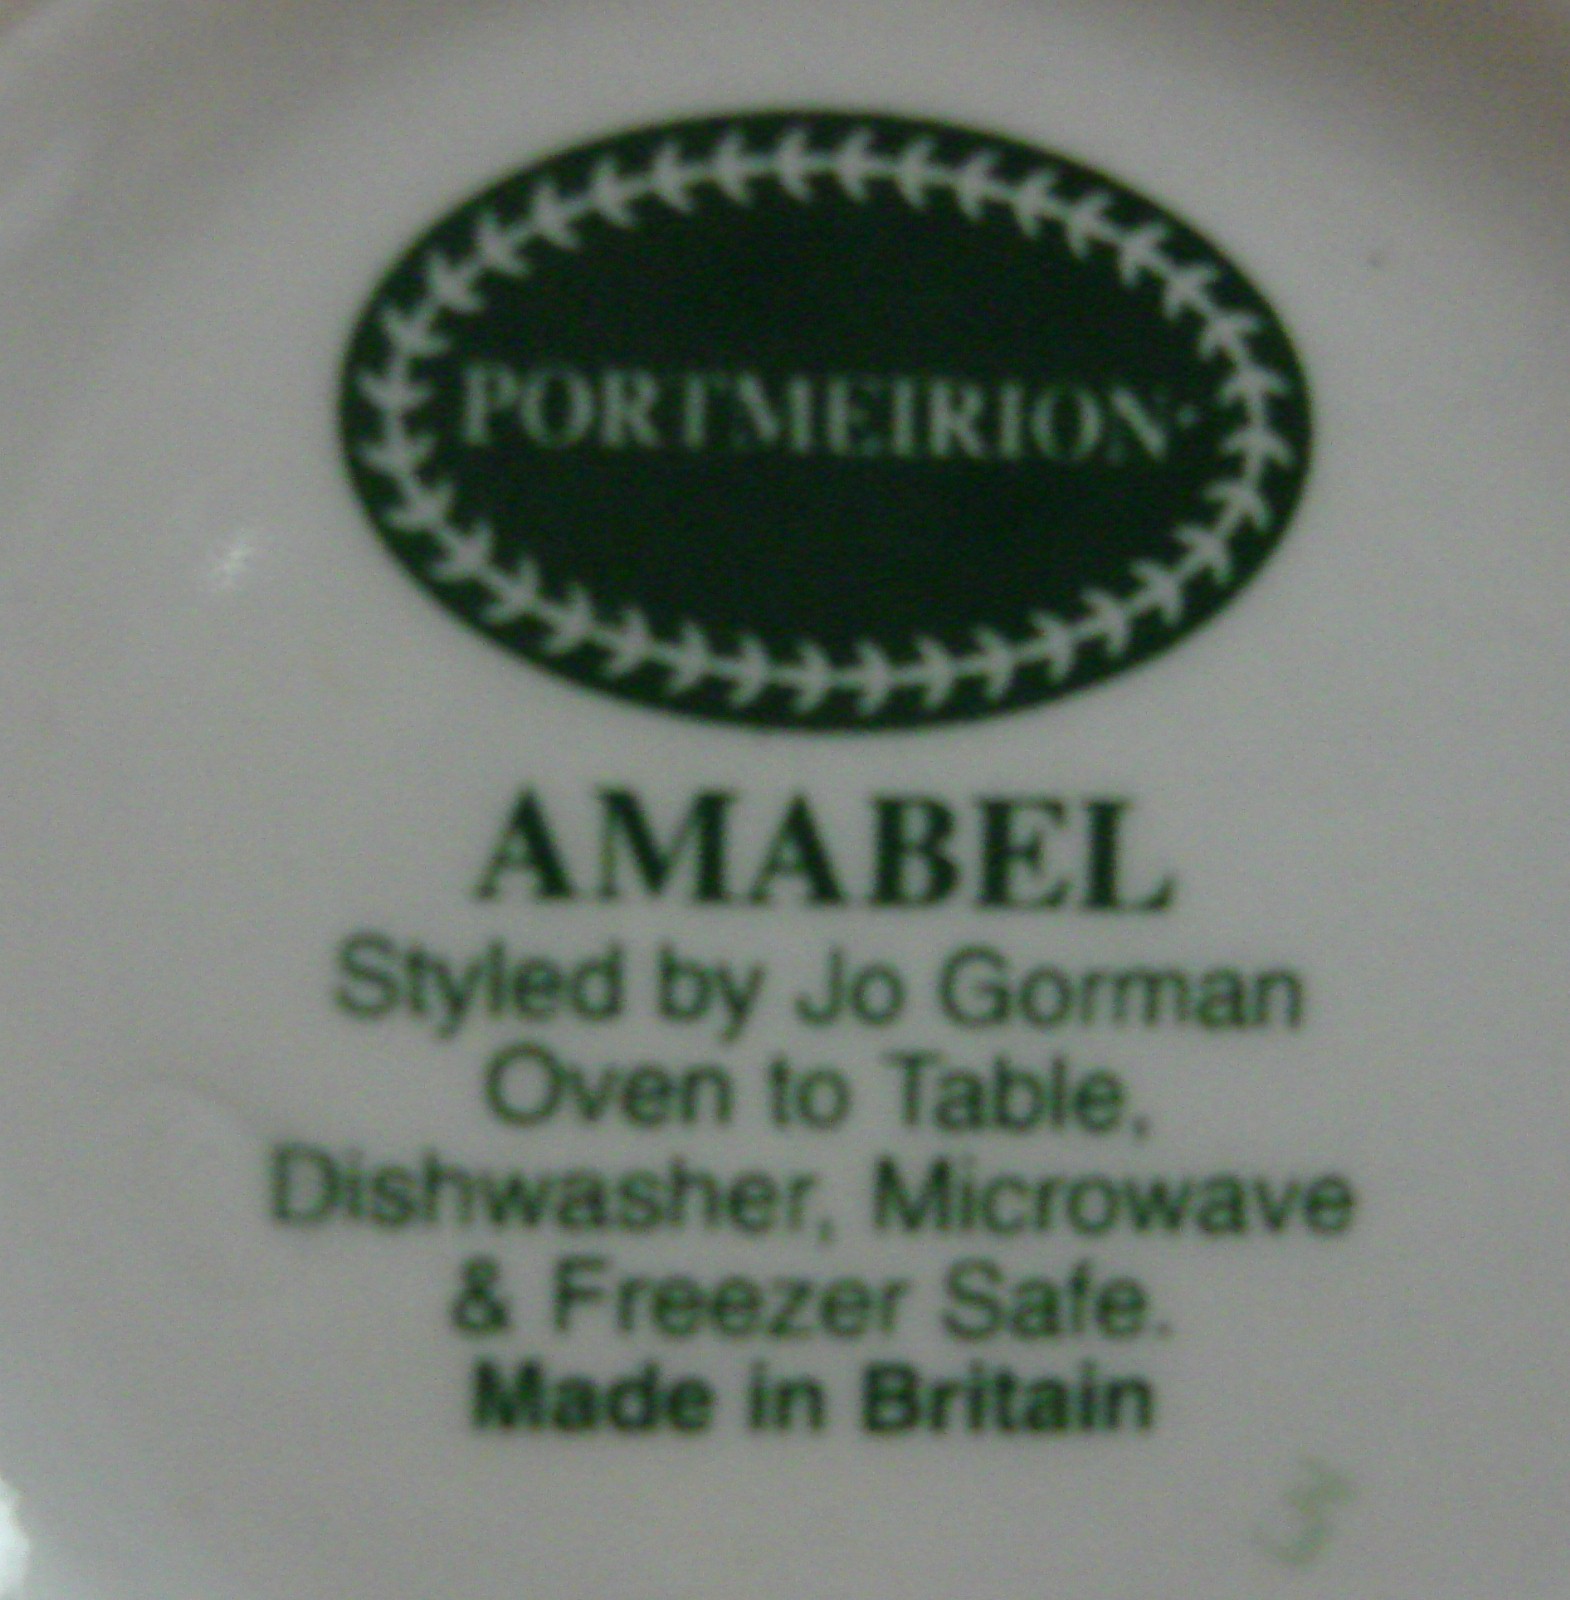 PORTMEIRION
AMABEL
Styled by Jo Gorman
Oven to Table,
Dishwasher, Microwave
& Freezer Safe.
Made in Britain